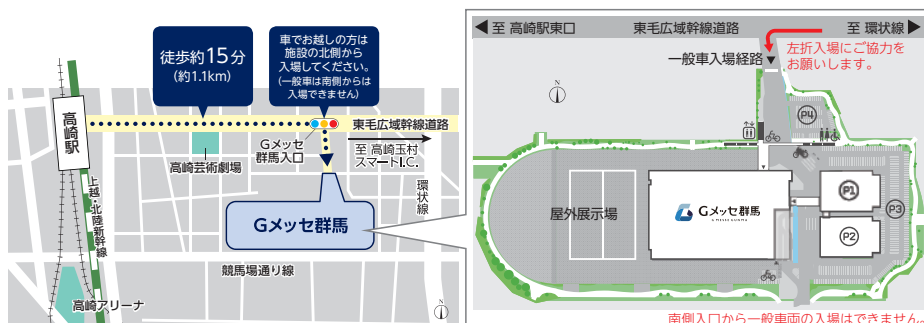 徒歩約15分
(約1.1km)
車でお越しの方は
施設の北側から
入場してください。
(一般車は南側からは
入場できません)
高崎駅
東毛広域幹線道路
Gメッセ
群馬入口
至 高崎玉村
スマートI.C.
高崎芸術劇場
環状線
上越・北陸新幹線
Gメッセ群馬
競馬場通り線
高崎アリーナ
N
◀至 高崎駅東口
東毛広域幹線道路
至 環状線▶
一般車入場経路
左折入場にご協力を
お願いします。
N
P4
屋外展示場
Gメッセ群馬
G MESSE GUNMA
P1
P3
P2
南側入口から一般車両の入場はできません。